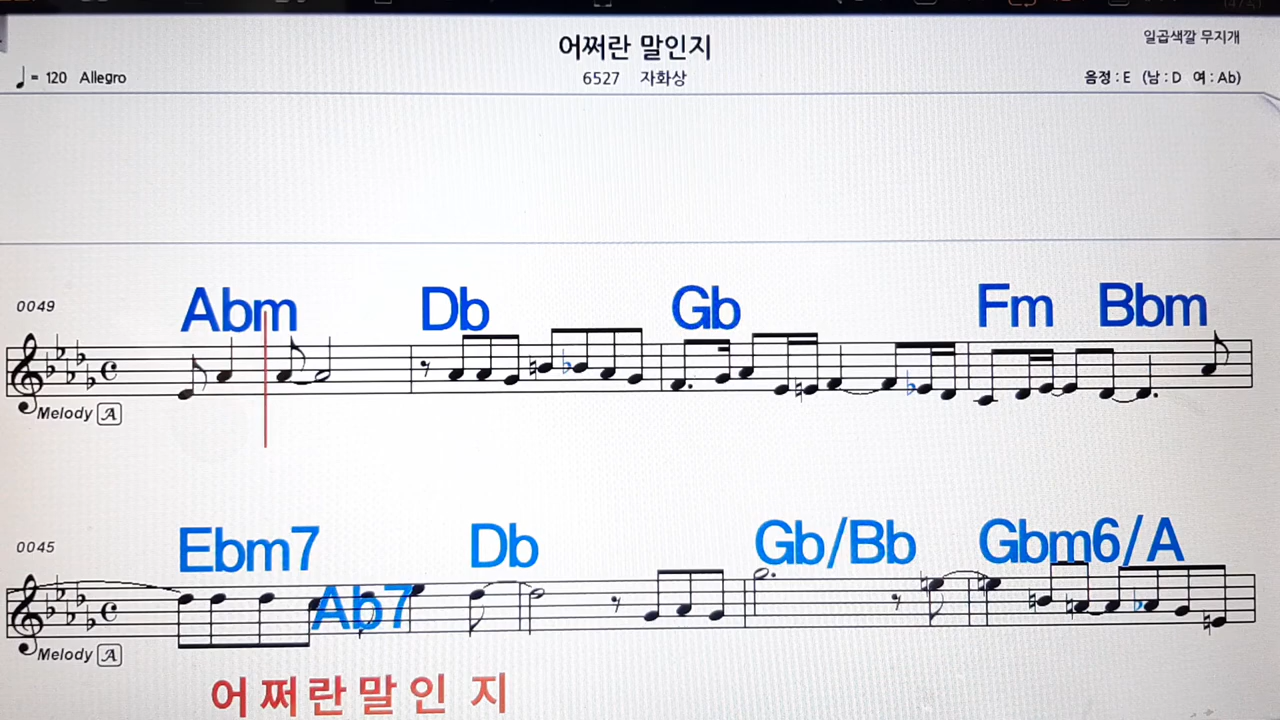 어쩌란 말인지
일곱색깔 무지개
♩= 120 Allegro
6527 자화상
음정 : E (남 : D 여 : Ab)
0049
Abm Db Gb Fm Bbm
Melody A
0045
Ebm7 Ab7 Db Gb/Bb Gbm6/A
Melody A
어 쩌 란 말 인 지